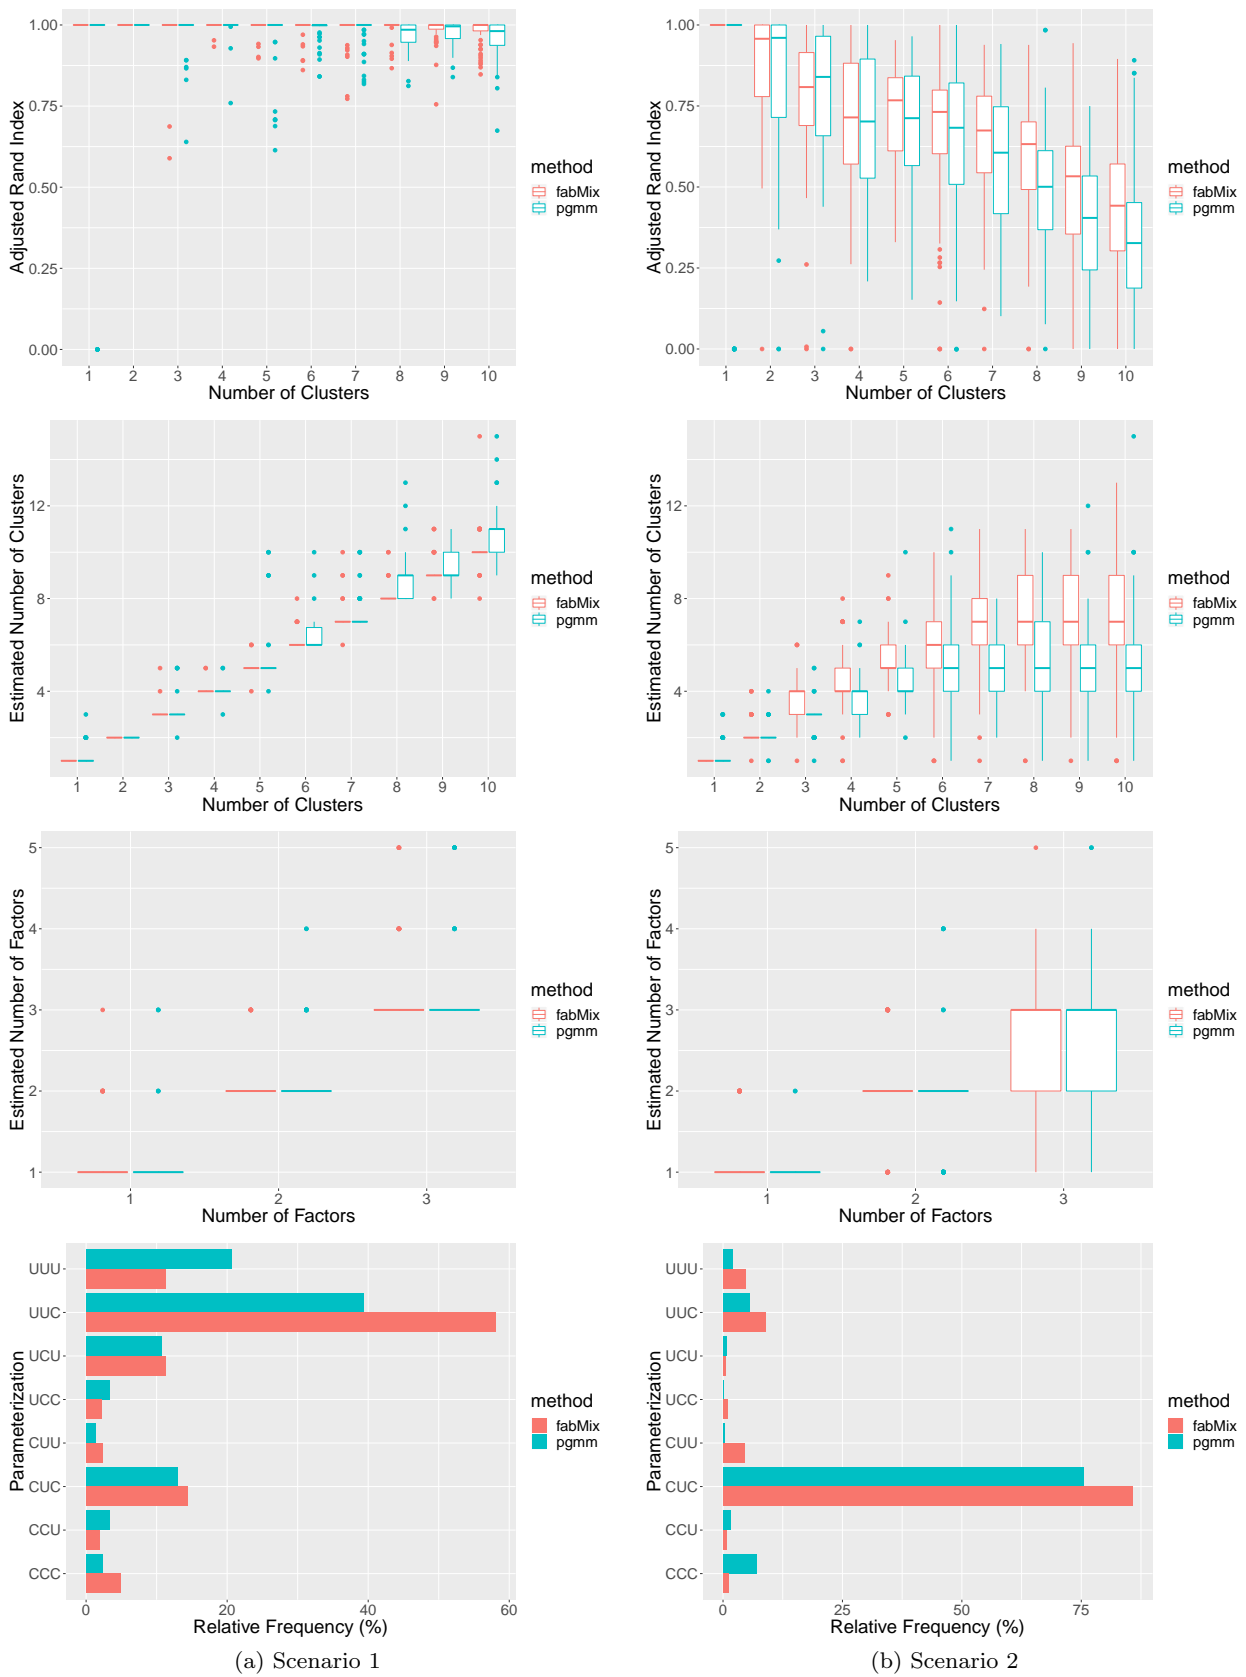 Adjusted Rand Index
1.00
0.75
0.50
0.25
0.00
1 2 3 4 5 6 7 8 9 10
Number of Clusters
method
fabMix
pgmm
Adjusted Rand Index
1.00
0.75
0.50
0.25
0.00
1 2 3 4 5 6 7 8 9 10
Number of Clusters
method
fabMix
pgmm
Estimated Number of Clusters
12
8
4
1 2 3 4 5 6 7 8 9 10
Number of Clusters
method
fabMix
pgmm
Estimated Number of Clusters
12
8
4
1 2 3 4 5 6 7 8 9 10
Number of Clusters
method
fabMix
pgmm
Estimated Number of Factors
5
4
3
2
1
1 2 3
Number of Factors
method
fabMix
pgmm
Estimated Number of Factors
5
4
3
2
1
1 2 3
Number of Factors
method
fabMix
pgmm
Parameterization
UUU
UUC
UCU
UCC
CUU
CUC
CCU
CCC
0 20 40 60
Relative Frequency (%)
method
fabMix
pgmm
(a) Scenario 1
Parameterization
UUU
UUC
UCU
UCC
CUU
CUC
CCU
CCC
0 25 50 75
Relative Frequency (%)
method
fabMix
pgmm
(b) Scenario 2